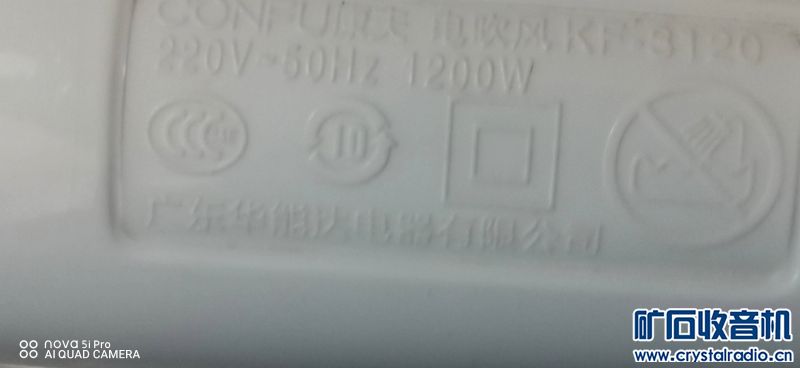 CONFU康夫 电吹风 KF-3120
220V~50Hz 1200W
CCC
10
广东华能达电器有限公司
nova 5i Pro
AI QUAD CAMERA
矿石收音机
www.crystalradio.cn